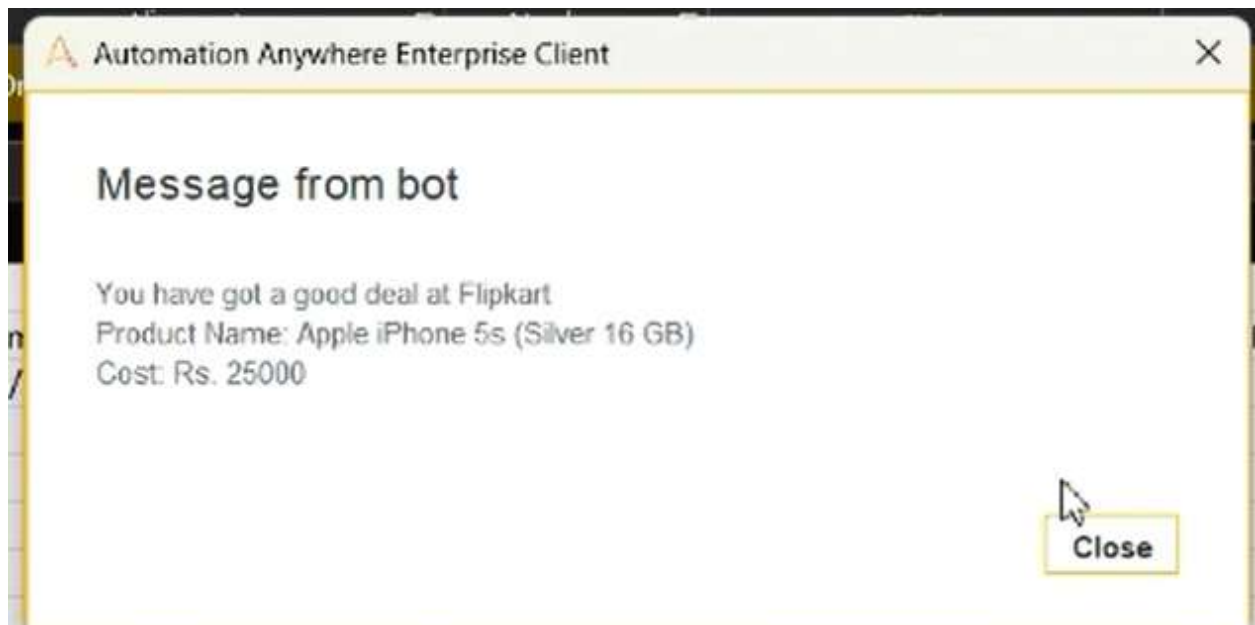 Automation Anywhere Enterprise Client
Message from bot
You have got a good deal at Flipkart
Product Name: Apple iPhone 5s (Silver 16 GB)
Cost: Rs. 25000
Close